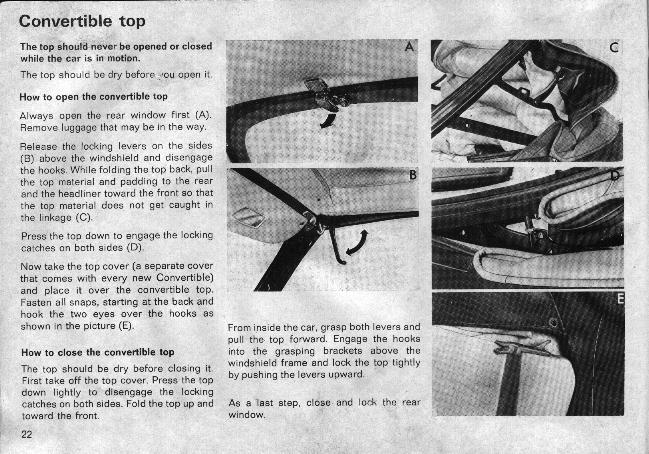 Convertible top
The top should never be opened or closed
while the car is in motion.
The top should be dry before you open it.
How to open the convertible top
Always open the rear window first (A).
Remove luggage that may be in the way.
Release the locking levers on the sides
(B) above the windshield and disengage
the hooks. While folding the top back, pull
the top material and padding to the rear
and the headliner toward the front so that
the top material does not get caught in
the linkage (C).
Press the top down to engage the locking
catches on both sides (D).
Now take the top cover (a separate cover
that comes with every new Convertible)
and place it over the convertible top.
Fasten all snaps, starting at the back and
hook the two eyes over the hooks as
shown in the picture (E).
How to close the convertible top
The top should be dry before closing it.
First take off the top cover. Press the top
down lightly to disengage the locking
catches on both sides. Fold the top up and
toward the front.
22
A
B
From inside the car, grasp both levers and
pull the top forward. Engage the hooks
into the grasping brackets above the
windshield frame and lock the top tightly
by pushing the levers upward.
As a last step, close and lock the rear
window.
C
D
E